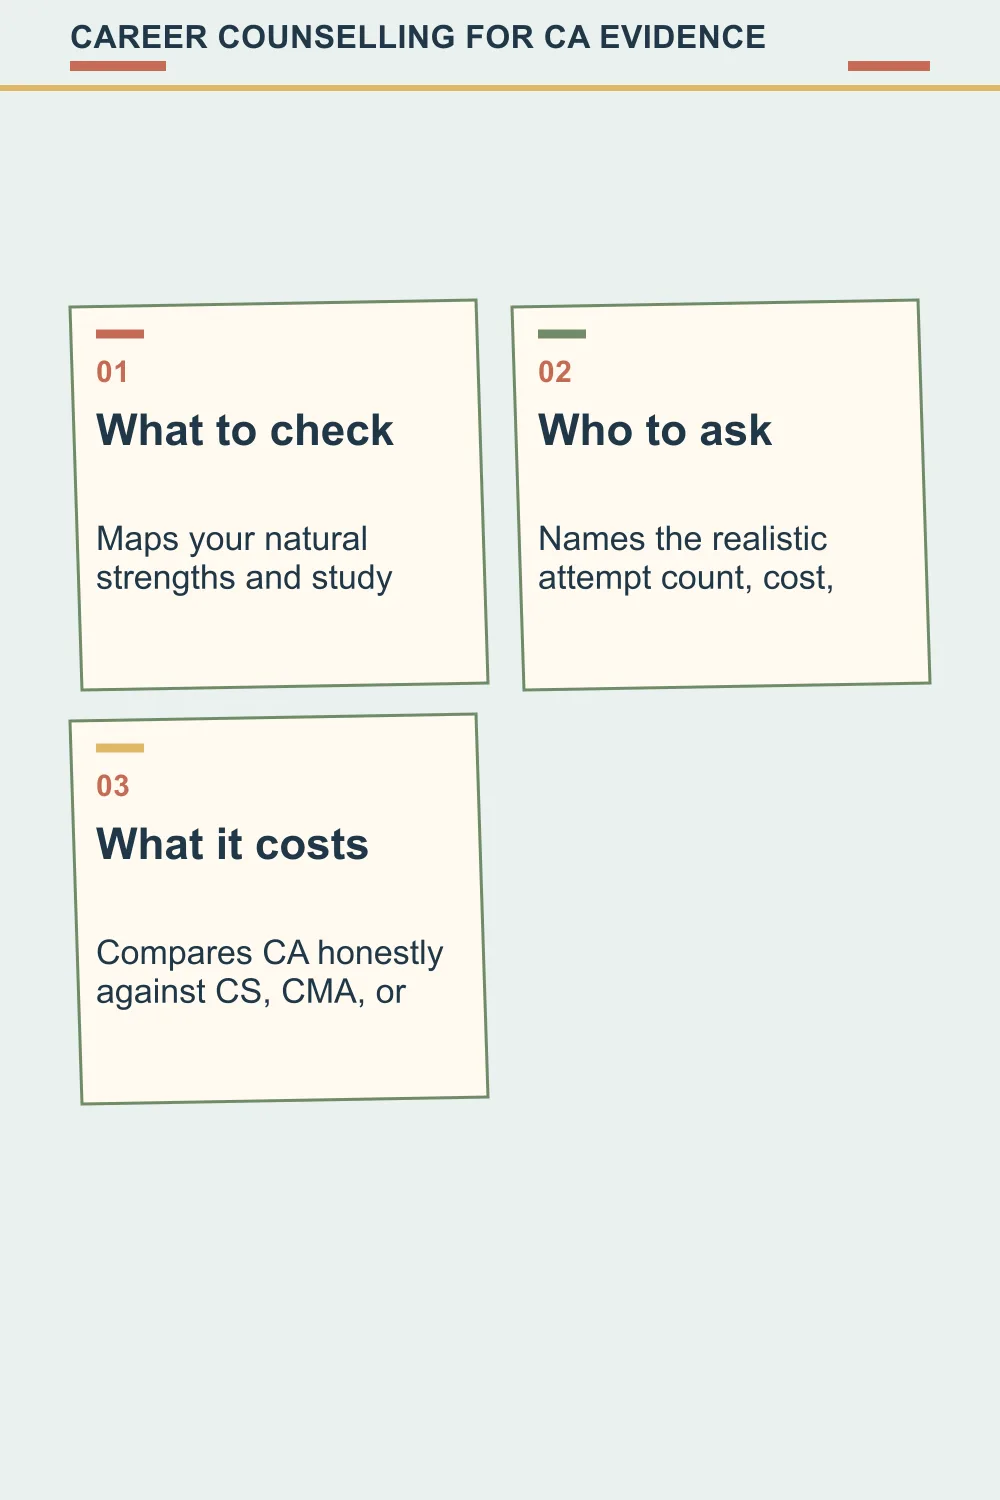 CAREER COUNSELLING FOR CA EVIDENCE
01
What to check
Maps your natural
strengths and study
02
Who to ask
Names the realistic
attempt count, cost,
03
What it costs
Compares CA honestly
against CS, CMA, or